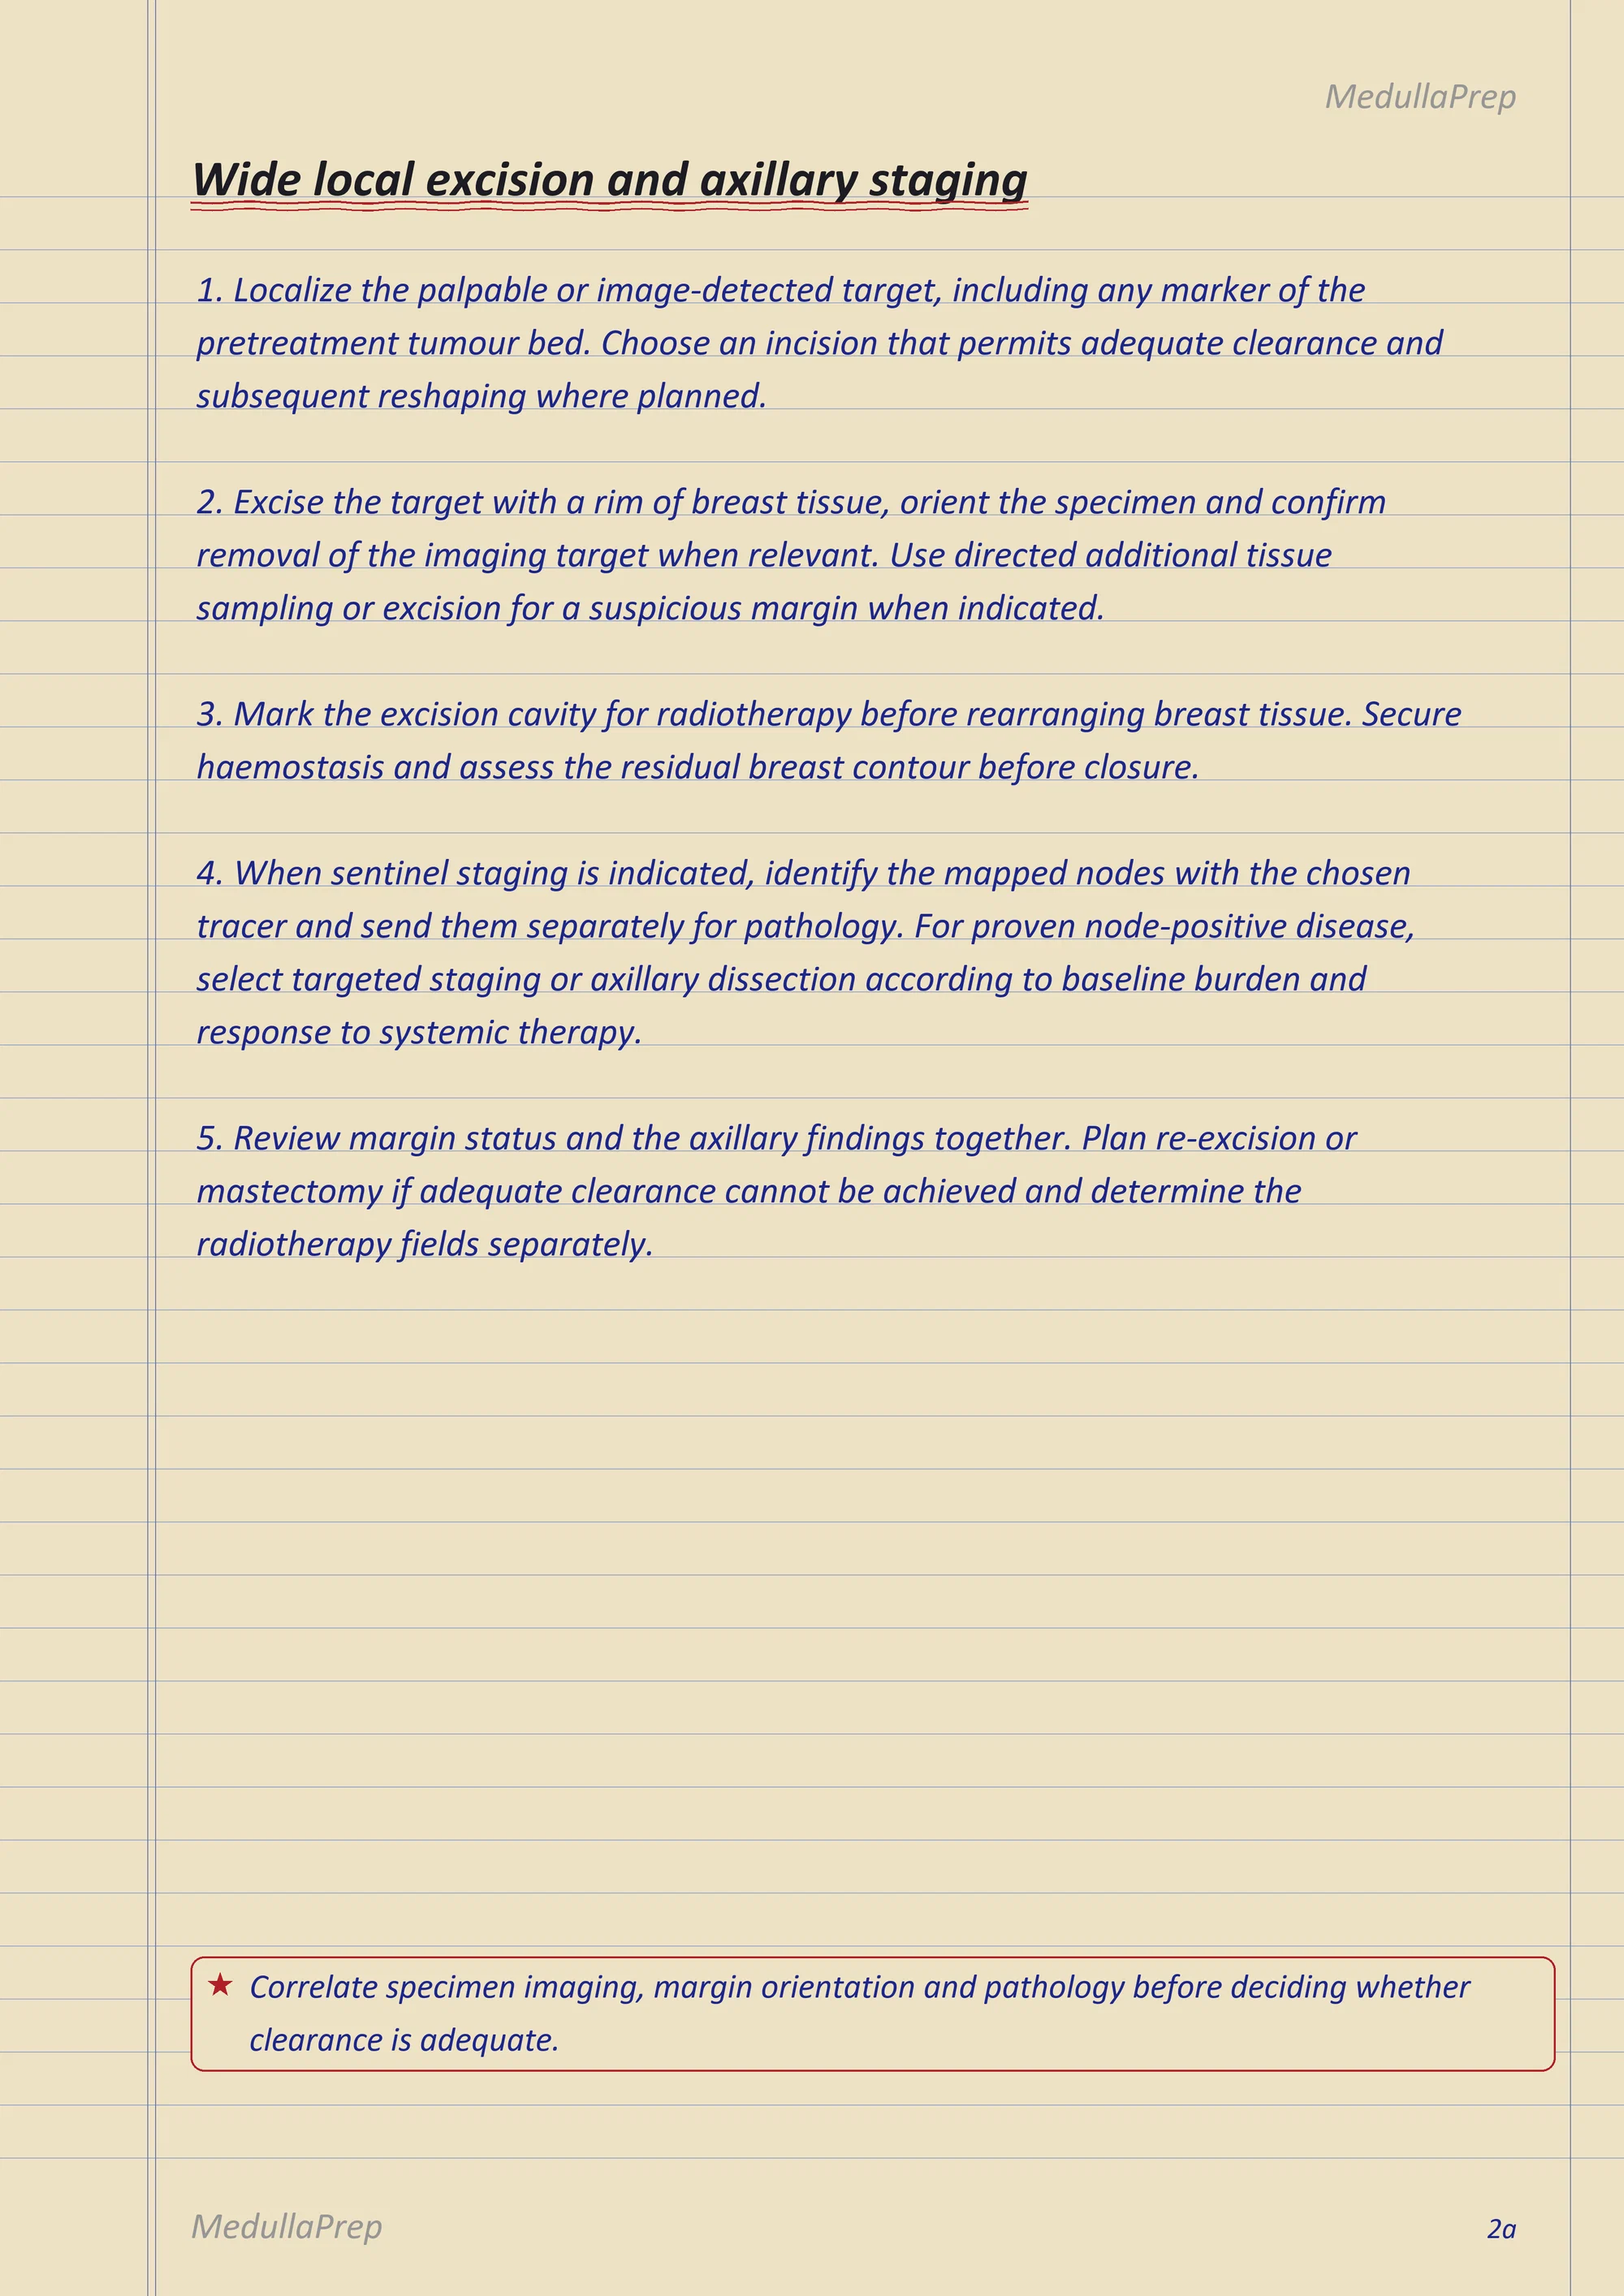 MedullaPrep
Wide local excision and axillary staging
1. Localize the palpable or image-detected target, including any marker of the
pretreatment tumour bed. Choose an incision that permits adequate clearance and
subsequent reshaping where planned.
2. Excise the target with a rim of breast tissue, orient the specimen and confirm
removal of the imaging target when relevant. Use directed additional tissue
sampling or excision for a suspicious margin when indicated.
3. Mark the excision cavity for radiotherapy before rearranging breast tissue. Secure
haemostasis and assess the residual breast contour before closure.
4. When sentinel staging is indicated, identify the mapped nodes with the chosen
tracer and send them separately for pathology. For proven node-positive disease,
select targeted staging or axillary dissection according to baseline burden and
response to systemic therapy.
5. Review margin status and the axillary findings together. Plan re-excision or
mastectomy if adequate clearance cannot be achieved and determine the
radiotherapy fields separately.
★ Correlate specimen imaging, margin orientation and pathology before deciding whether
clearance is adequate.
MedullaPrep
2a